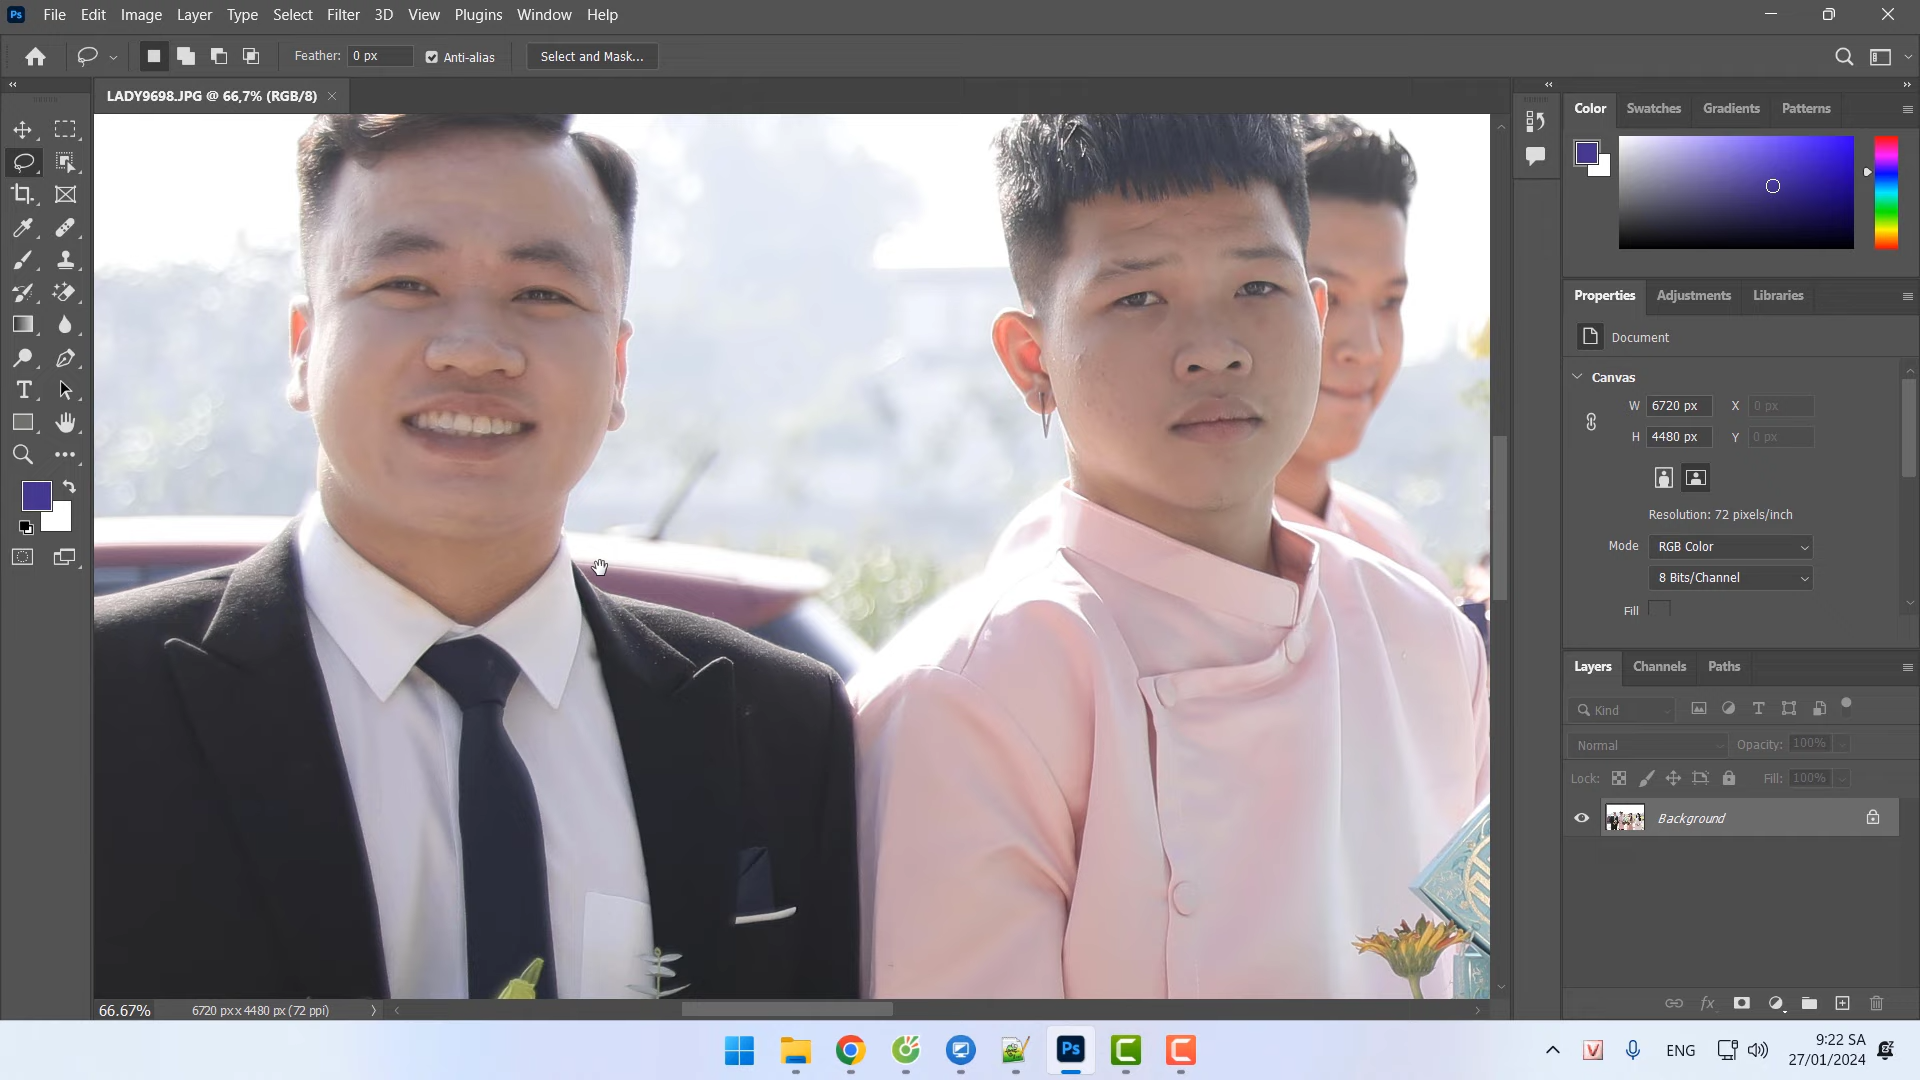 Ps File Edit Image Layer Type Select Filter 3D View Plugins Window Help
Feather: 0 px Anti-alias Select and Mask...
LADY9698.JPG @ 66,7% (RGB/8)
Color Swatches Gradients Patterns
Properties Adjustments Libraries
Document
Canvas
W 6720 px X 0 px
H 4480 px Y 0 px
Resolution: 72 pixels/inch
Mode RGB Color
8 Bits/Channel
Fill
Layers Channels Paths
Kind
Normal Opacity: 100%
Lock: Fill: 100%
Background
fx
66.67% 6720 px x 4480 px (72 ppi)
Ps
V ENG 9:22 SA
27/01/2024